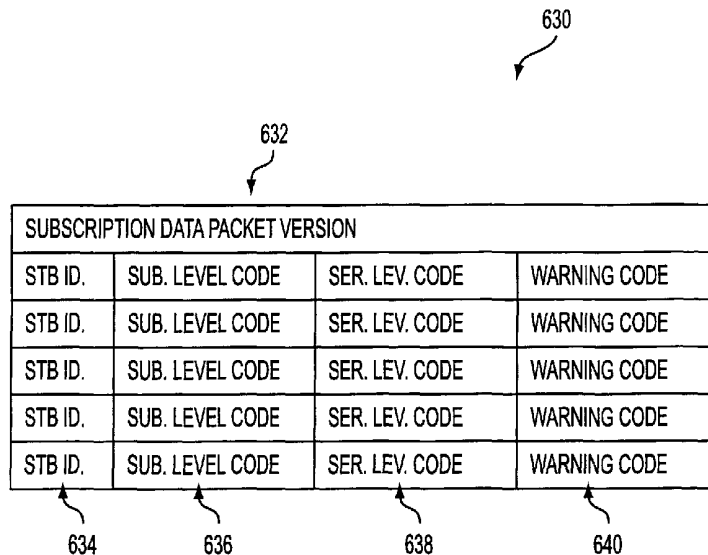 630
632
SUBSCRIPTION DATA PACKET VERSION
STB ID. SUB. LEVEL CODE SER. LEV. CODE WARNING CODE
STB ID. SUB. LEVEL CODE SER. LEV. CODE WARNING CODE
STB ID. SUB. LEVEL CODE SER. LEV. CODE WARNING CODE
STB ID. SUB. LEVEL CODE SER. LEV. CODE WARNING CODE
STB ID. SUB. LEVEL CODE SER. LEV. CODE WARNING CODE
634 636 638 640